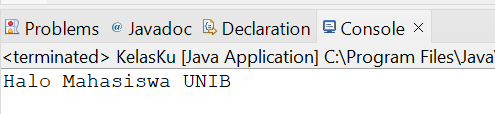 Problems @ Javadoc Declaration Console
<terminated> KelasKu [Java Application] C:\Program Files\Java\
Halo Mahasiswa UNIB